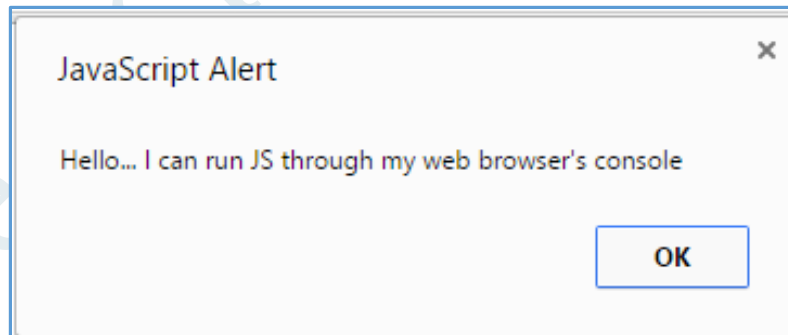 JavaScript Alert
Hello... I can run JS through my web browser's console
OK